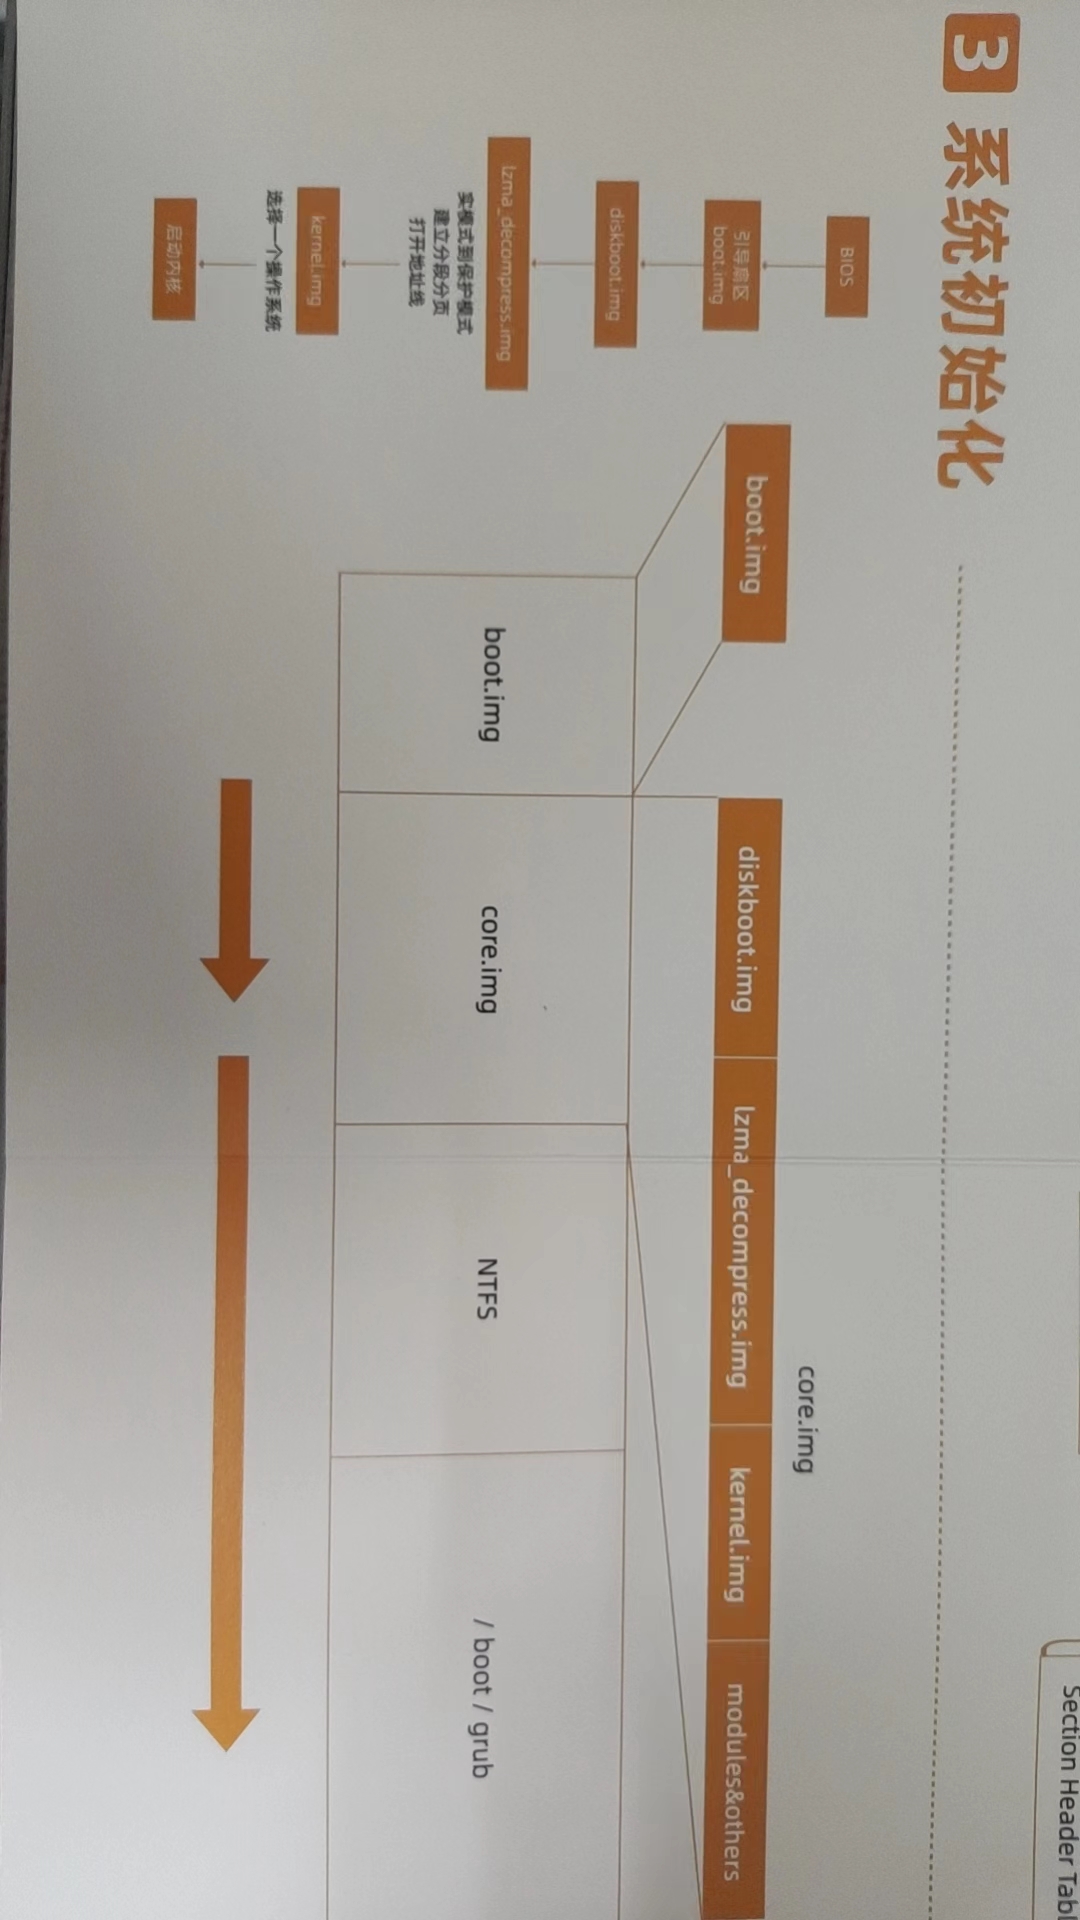 3 系统初始化
BIOS
引导扇区
boot.img
diskboot.img
lzma_decompress.img
实模式到保护模式
建立分段分页
打开地址线
kernel.img
选择一个操作系统
启动内核
boot.img
core.img
diskboot.img
lzma_decompress.img
kernel.img
modules&others
boot.img
core.img
NTFS
/ boot / grub
Section Header Tabl